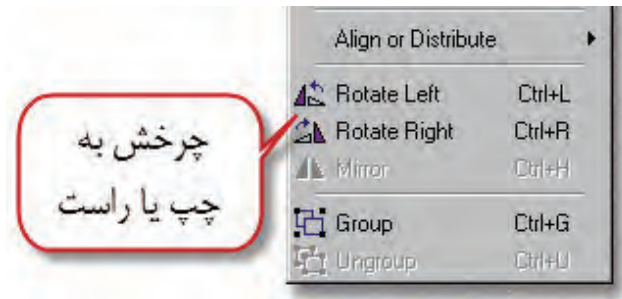 Align or Distribute
Rotate Left Ctrl+L
Rotate Right Ctrl+R
Mirror Ctrl+H
Group Ctrl+G
Ungroup Ctrl+U
چرخش به
چپ یا راست